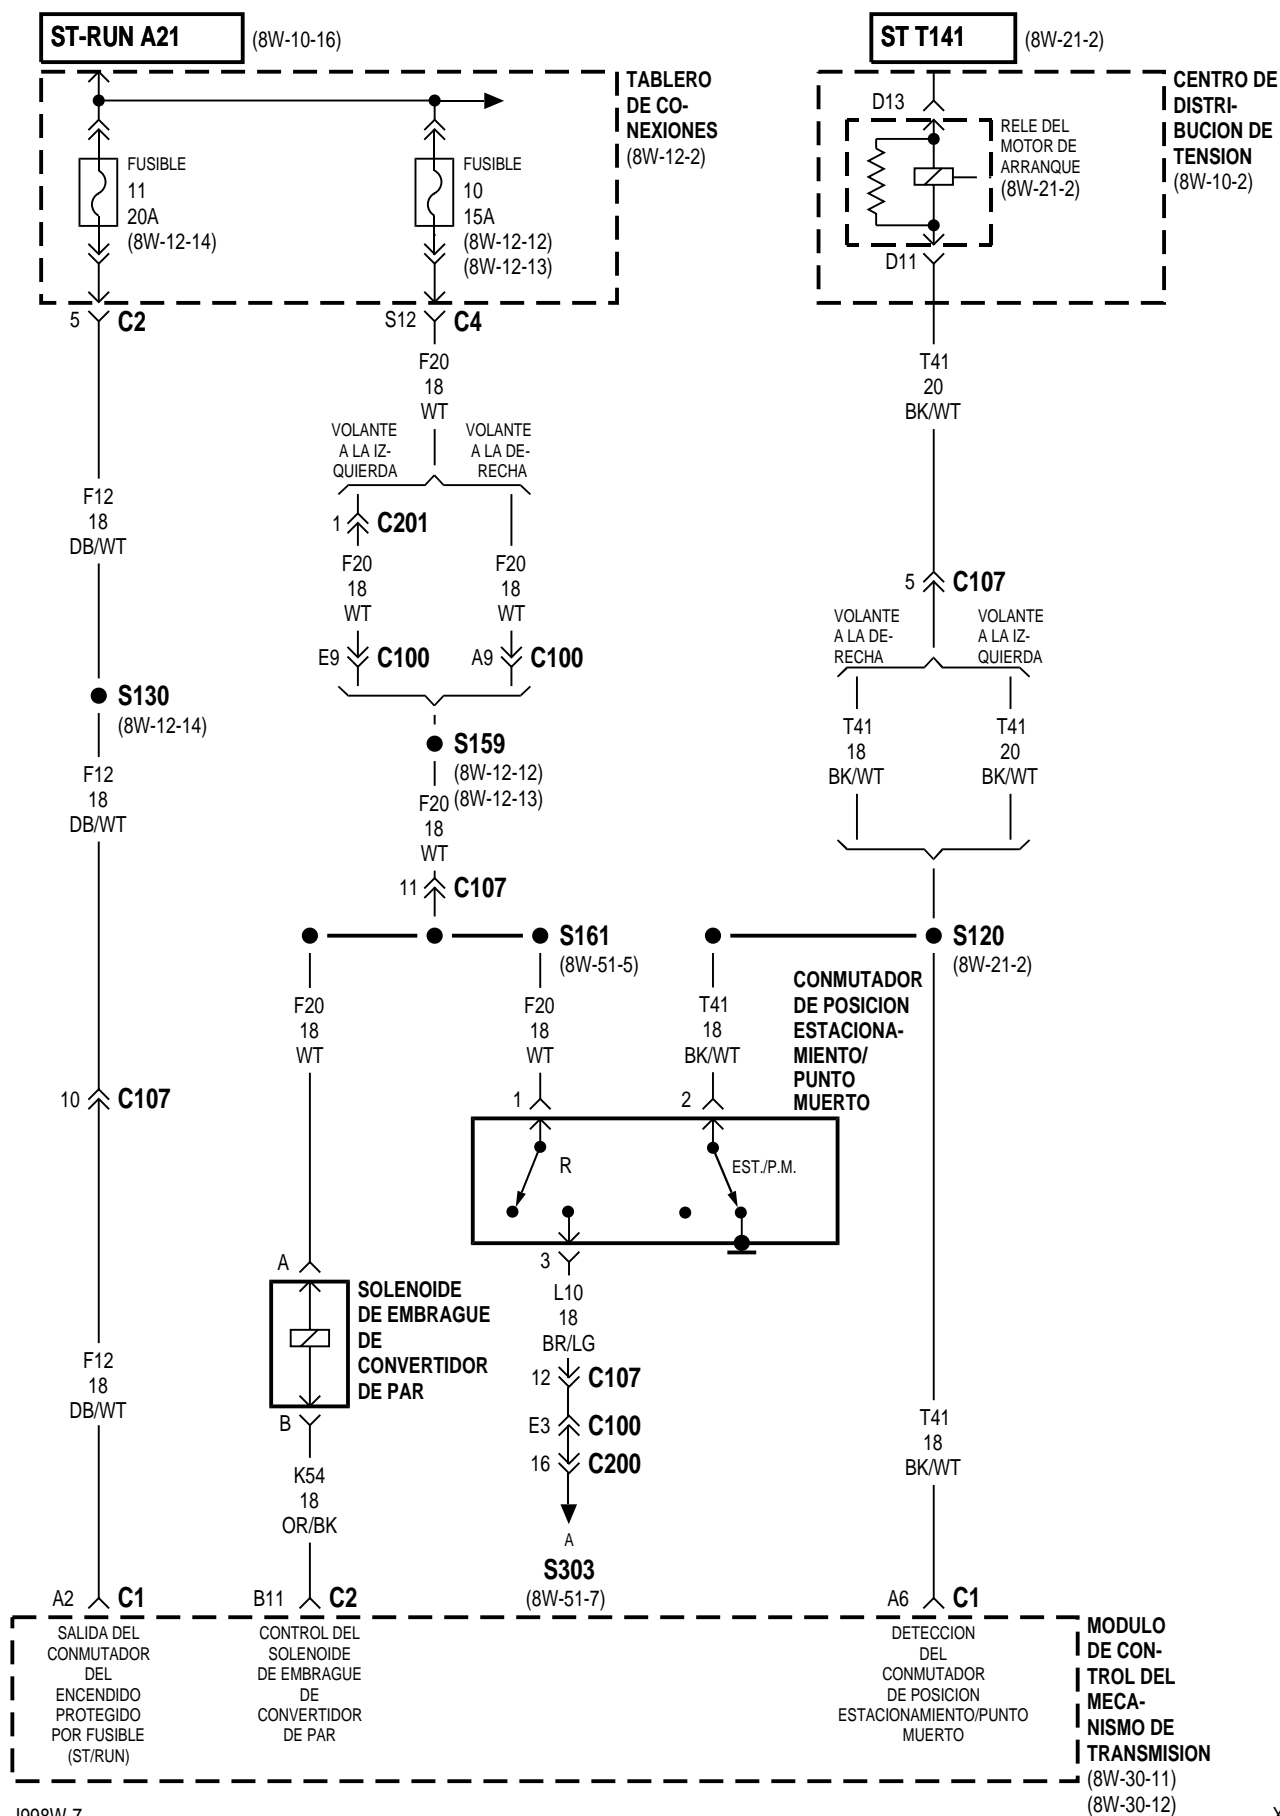 ST-RUN A21 (8W-10-16)
ST T141 (8W-21-2)
TABLERO
DE CO-
NEXIONES
(8W-12-2)
CENTRO DE
DISTRI-
BUCION DE
TENSION
(8W-10-2)
D13
RELE DEL
MOTOR DE
ARRANQUE
(8W-21-2)
D11
FUSIBLE
11
20A
(8W-12-14)
FUSIBLE
10
15A
(8W-12-12)
(8W-12-13)
5 C2
S12 C4
F20
18
WT
T41
20
BK/WT
VOLANTE
A LA IZ-
QUIERDA
VOLANTE
A LA DE-
RECHA
F12
18
DB/WT
1 C201
F20
18
WT
F20
18
WT
5 C107
VOLANTE
A LA DE-
RECHA
VOLANTE
A LA IZ-
QUIERDA
E9 C100
A9 C100
S130
(8W-12-14)
T41
18
BK/WT
T41
20
BK/WT
S159
(8W-12-12)
(8W-12-13)
F12
18
DB/WT
F20
18
WT
11 C107
S161
(8W-51-5)
S120
(8W-21-2)
CONMUTADOR
DE POSICION
ESTACIONA-
MIENTO/
PUNTO
MUERTO
F20
18
WT
F20
18
WT
T41
18
BK/WT
10 C107
1
2
R
EST./P.M.
3
A
SOLENOIDE
DE EMBRAGUE
DE
CONVERTIDOR
DE PAR
B
L10
18
BR/LG
12 C107
E3 C100
16 C200
A
S303
(8W-51-7)
F12
18
DB/WT
K54
18
OR/BK
T41
18
BK/WT
A2 C1
B11 C2
A6 C1
SALIDA DEL
CONMUTADOR
DEL
ENCENDIDO
PROTEGIDO
POR FUSIBLE
(ST/RUN)
CONTROL DEL
SOLENOIDE
DE EMBRAGUE
DE
CONVERTIDOR
DE PAR
DETECCION
DEL
CONMUTADOR
DE POSICION
ESTACIONAMIENTO/PUNTO
MUERTO
MODULO
DE CON-
TROL DEL
MECA-
NISMO DE
TRANSMISION
(8W-30-11)
(8W-30-12)